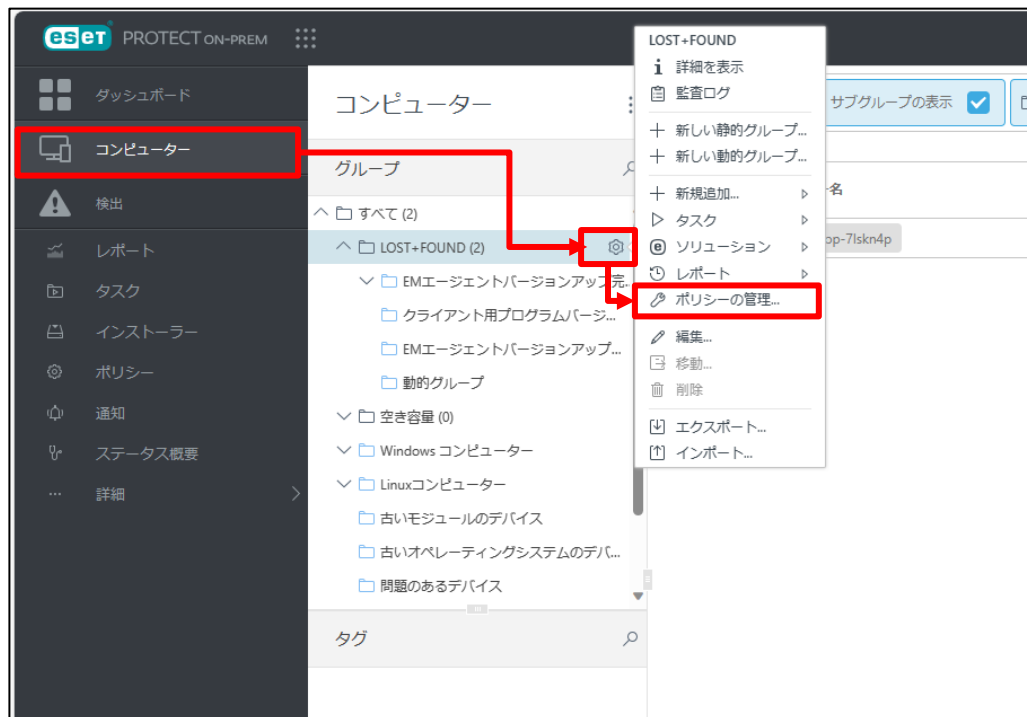 eset PROTECT ON-PREM
ダッシュボード
コンピューター
検出
レポート
タスク
インストーラー
ポリシー
通知
ステータス概要
詳細
コンピューター
グループ
すべて (2)
LOST+FOUND (2)
EMエージェントバージョンアップ完...
クライアント用プログラムバージ...
EMエージェントバージョンアップ...
動的グループ
空き容量 (0)
Windows コンピューター
Linuxコンピューター
古いモジュールのデバイス
古いオペレーティングシステムのデバ...
問題のあるデバイス
タグ
LOST+FOUND
詳細を表示
監査ログ
新しい静的グループ...
新しい動的グループ...
新規追加...
タスク
ソリューション
レポート
ポリシーの管理...
編集...
移動...
削除
エクスポート...
インポート...
サブグループの表示
名
op-7lskn4p